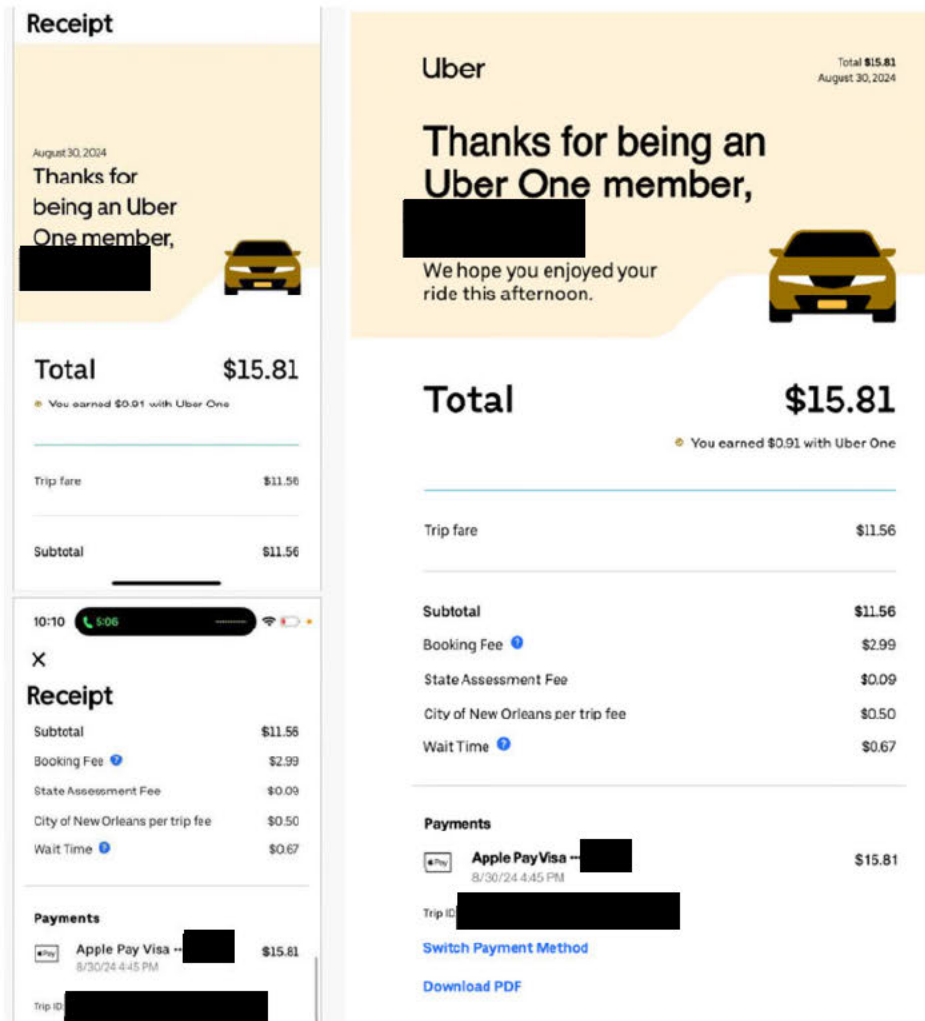 Receipt
August 30, 2024
Thanks for
being an Uber
One member,
Total $15.81
You earned $0.91 with Uber One
Trip fare $11.56
Subtotal $11.56
10:10 5:06
Receipt
Subtotal $11.56
Booking Fee ?
$2.99
State Assessment Fee $0.09
City of New Orleans per trip fee $0.50
Wait Time ?
$0.67
Payments
Pay Apple Pay Visa •• $15.81
8/30/24 4:45 PM
Trip ID:
Uber
Total $15.81
August 30, 2024
Thanks for being an
Uber One member,
We hope you enjoyed your
ride this afternoon.
Total $15.81
You earned $0.91 with Uber One
Trip fare $11.56
Subtotal $11.56
Booking Fee ? $2.99
State Assessment Fee $0.09
City of New Orleans per trip fee $0.50
Wait Time ? $0.67
Payments
Pay Apple Pay Visa •••• $15.81
8/30/24 4:45 PM
Trip ID
Switch Payment Method
Download PDF